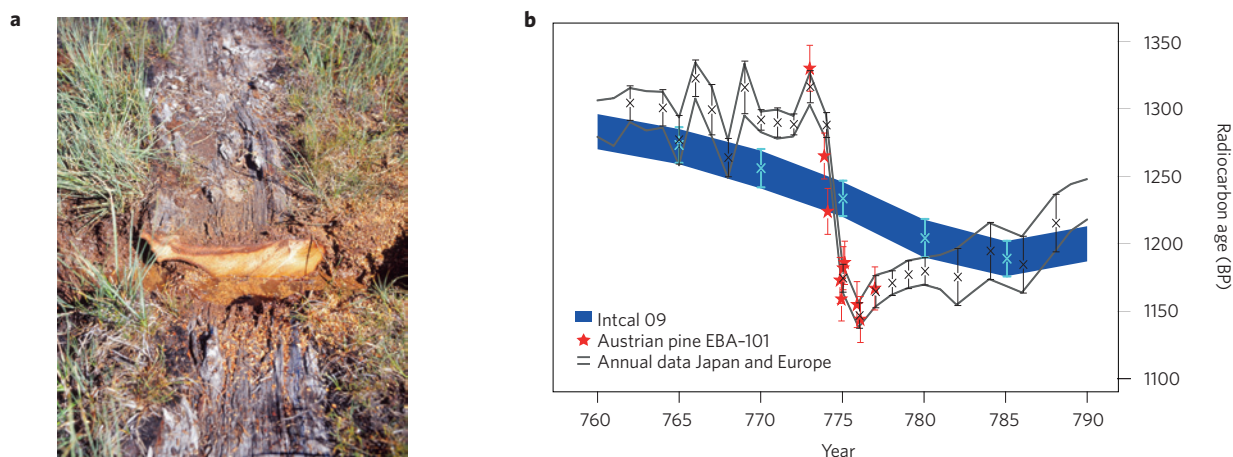 a
b
1350
1300
1250
1200
1150
1100
Radiocarbon age (BP)
Intcal 09
Austrian pine EBA–101
Annual data Japan and Europe
760 765 770 775 780 785 790
Year